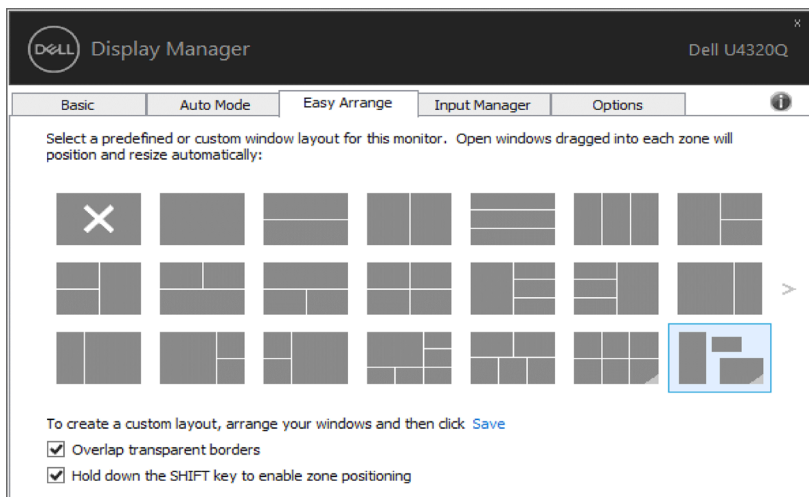 x
DELL Display Manager
Dell U4320Q
Basic Auto Mode Easy Arrange Input Manager Options i
Select a predefined or custom window layout for this monitor. Open windows dragged into each zone will
position and resize automatically:
>
To create a custom layout, arrange your windows and then click Save
Overlap transparent borders
Hold down the SHIFT key to enable zone positioning